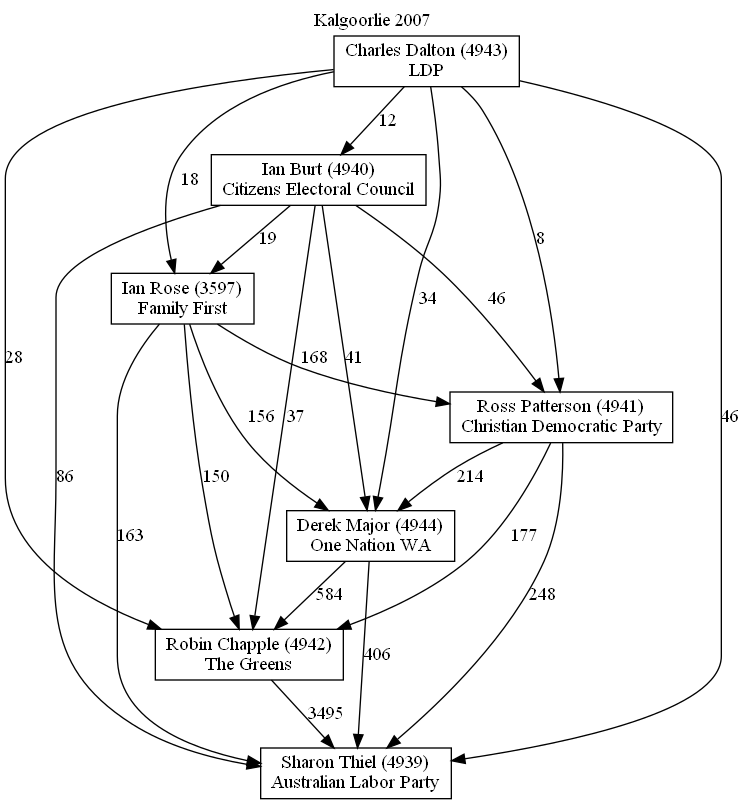 Kalgoorlie 2007
Charles Dalton (4943)
LDP
12
Ian Burt (4940)
Citizens Electoral Council
18
19
8
Ian Rose (3597)
Family First
34
46
28
168
41
Ross Patterson (4941)
Christian Democratic Party
156
37
46
86
150
214
Derek Major (4944)
One Nation WA
163
177
584
248
Robin Chapple (4942)
The Greens
406
3495
Sharon Thiel (4939)
Australian Labor Party